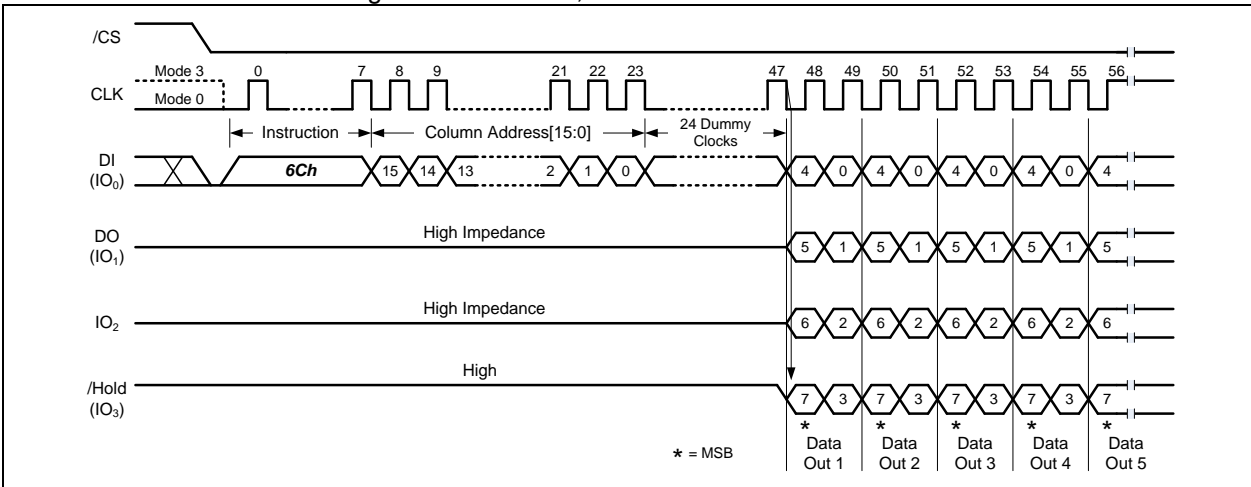 /CS
Mode 3
0 7 8 9 21 22 23 47 48 49 50 51 52 53 54 55 56
CLK
Mode 0
Instruction
Column Address[15:0]
24 Dummy
Clocks
DI
(IO0)
6Ch 15 14 13 2 1 0 4 0 4 0 4 0 4 0 4
DO
(IO1)
High Impedance
5 1 5 1 5 1 5 1 5
IO2
High Impedance
6 2 6 2 6 2 6 2 6
/Hold
(IO3)
High
7 3 7 3 7 3 7 3 7
* * * * *
* = MSB
Data Data Data Data Data
Out 1 Out 2 Out 3 Out 4 Out 5